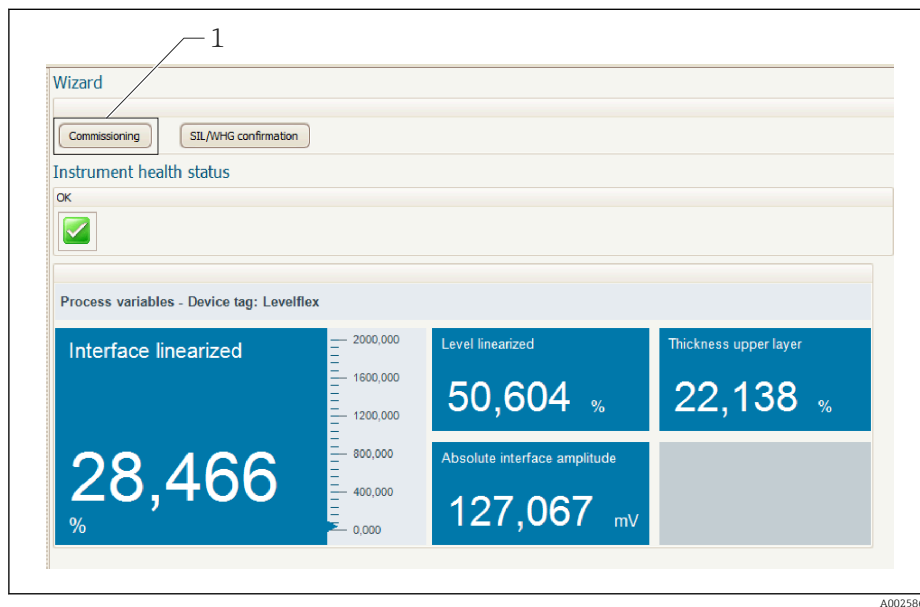 1
Wizard
Commissioning
SIL/WHG confirmation
Instrument health status
OK
Process variables - Device tag: Levelflex
Interface linearized
28,466
%
2000,000
1600,000
1200,000
800,000
400,000
0,000
Level linearized
50,604 %
Thickness upper layer
22,138 %
Absolute interface amplitude
127,067 mV